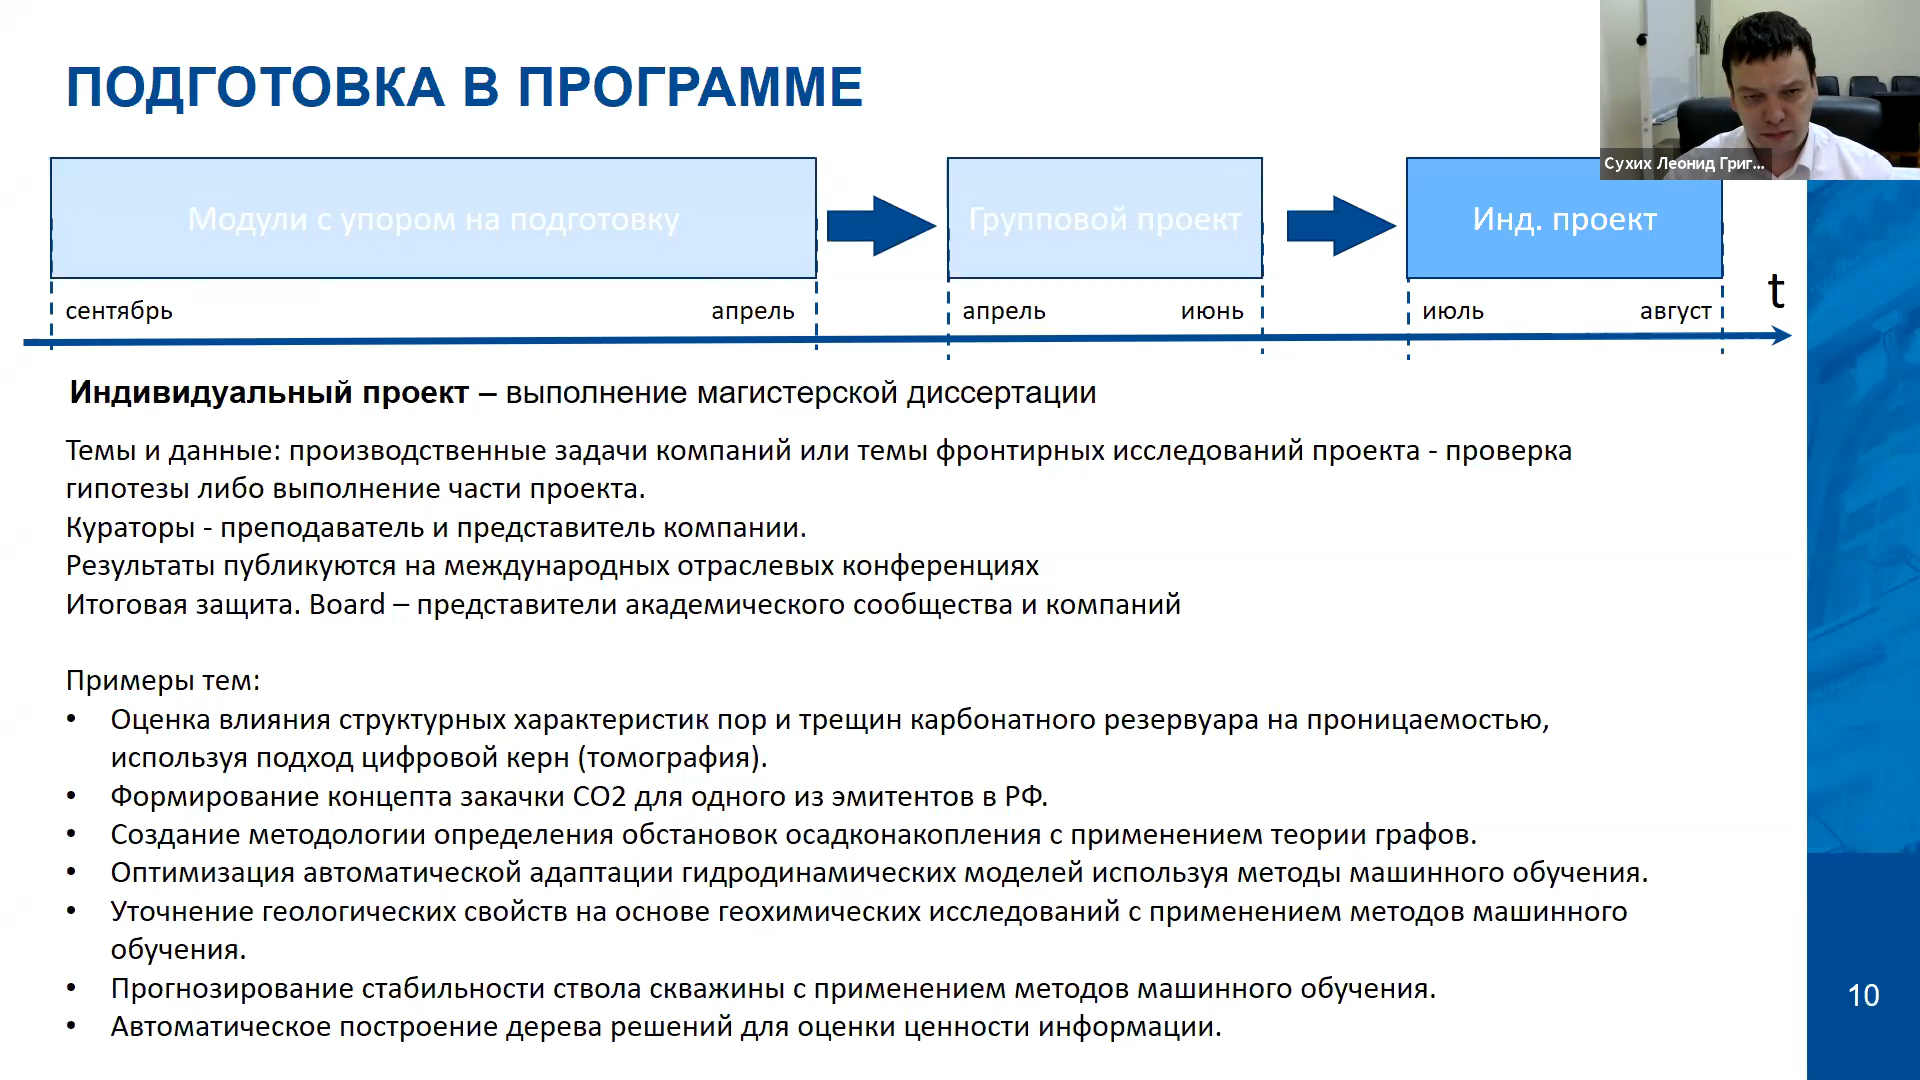 ПОДГОТОВКА В ПРОГРАММЕ
Сухих Леонид Григ...
Модули с упором на подготовку
Групповой проект
Инд. проект
сентябрь
апрель
апрель
июнь
июль
август
t
Индивидуальный проект – выполнение магистерской диссертации
Темы и данные: производственные задачи компаний или темы фронтирных исследований проекта - проверка
гипотезы либо выполнение части проекта.
Кураторы - преподаватель и представитель компании.
Результаты публикуются на международных отраслевых конференциях
Итоговая защита. Board – представители академического сообщества и компаний
Примеры тем:
• Оценка влияния структурных характеристик пор и трещин карбонатного резервуара на проницаемостью,
используя подход цифровой керн (томография).
• Формирование концепта закачки СО2 для одного из эмитентов в РФ.
• Создание методологии определения обстановок осадконакопления с применением теории графов.
• Оптимизация автоматической адаптации гидродинамических моделей используя методы машинного обучения.
• Уточнение геологических свойств на основе геохимических исследований с применением методов машинного
обучения.
• Прогнозирование стабильности ствола скважины с применением методов машинного обучения.
• Автоматическое построение дерева решений для оценки ценности информации.
10